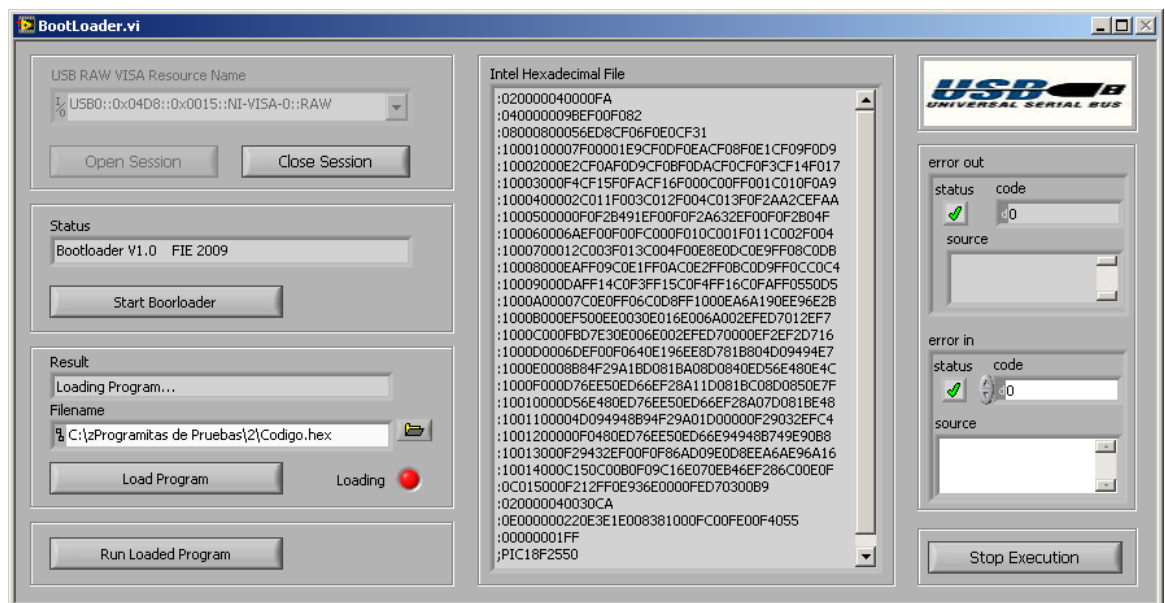 BootLoader.vi
USB RAW VISA Resource Name
I/O USB0::0x04D8::0x0015::NI-VISA-0::RAW
Open Session
Close Session
Status
Bootloader V1.0 FIE 2009
Start Boorloader
Result
Loading Program...
Filename
C:\zProgramitas de Pruebas\2\Codigo.hex
Load Program
Loading
Run Loaded Program
Intel Hexadecimal File
:020000040000FA
:040000009BEF00F082
:08000800056ED8CF06F0E0CF31
:1000100007F00001E9CF0DF0EACF08F0E1CF09F0D9
:10002000E2CF0AF0D9CF0BF0DACF0CF0F3CF14F017
:10003000F4CF15F0FACF16F000C00FF001C010F0A9
:1000400002C011F003C012F004C013F0F2AA2CEFAA
:1000500000F0F2B491EF00F0F2A632EF00F0F2B04F
:100060006AEF00F00FC000F010C001F011C002F004
:1000700012C003F013C004F00E8E0DC0E9FF08C0DB
:10008000EAFF09C0E1FF0AC0E2FF0BC0D9FF0CC0C4
:10009000DAFF14C0F3FF15C0F4FF16C0FAFF0550D5
:1000A00007C0E0FF06C0D8FF1000EA6A190EE96E2B
:1000B000EF500EE0030E016E006A002EFED7012EF7
:1000C000FBD7E30E006E002EFED70000EF2EF2D716
:1000D0006DEF00F0640E196EE8D781B804D09494E7
:1000E0008B84F29A1BD081BA08D0840ED56E480E4C
:1000F000D76EE50ED66EF28A11D081BC08D0850E7F
:10010000D56E480ED76EE50ED66EF28A07D081BE48
:1001100004D094948B94F29A01D00000F29032EFC4
:1001200000F0480ED76EE50ED66E94948B749E90B8
:10013000F29432EF00F0F86AD09E0D8EEA6AE96A16
:10014000C150C00B0F09C16E070EB46EF286C00E0F
:0C015000F212FF0E936E0000FED70300B9
:020000040030CA
:0E000000220E3E1E008381000FC00FE00F4055
:00000001FF
;PIC18F2550
USB
UNIVERSAL SERIAL BUS
error out
status code
d0
source
error in
status code
d0
source
Stop Execution